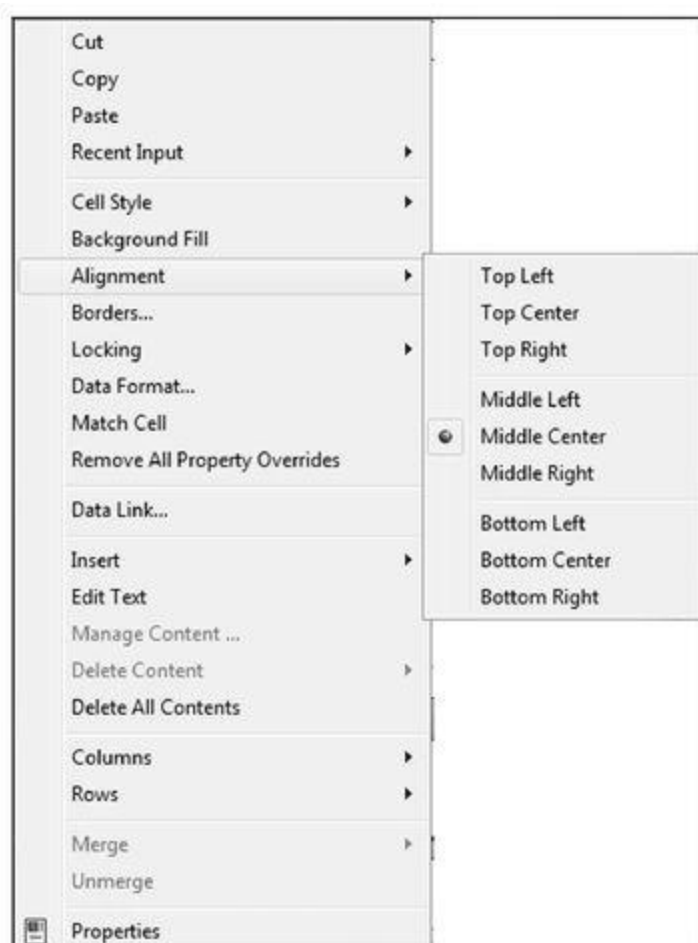 Cut
Copy
Paste
Recent Input
Cell Style
Background Fill
Alignment
Borders...
Locking
Data Format...
Match Cell
Remove All Property Overrides
Data Link...
Insert
Edit Text
Manage Content ...
Delete Content
Delete All Contents
Columns
Rows
Merge
Unmerge
Properties
Top Left
Top Center
Top Right
Middle Left
Middle Center
Middle Right
Bottom Left
Bottom Center
Bottom Right